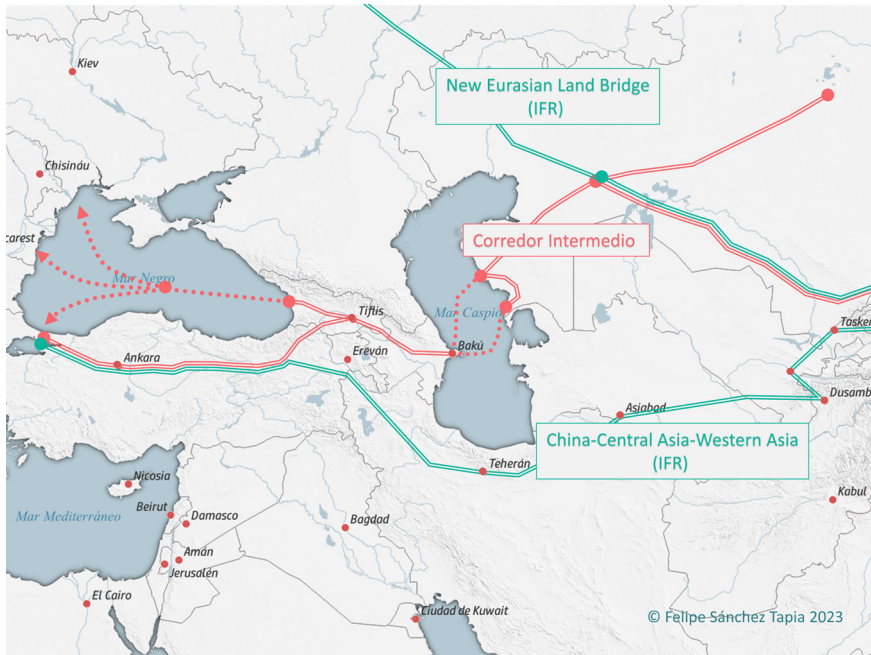 Kiev
New Eurasian Land Bridge
(IFR)
Chisináu
carest
Corredor Intermedio
Mar Negro
Mar Caspio
Tiflis
Tasken
Bakú
Ereván
Ankara
Dusamb
Asjabad
China-Central Asia-Western Asia
(IFR)
Teherán
Nicosia
Kabul
Beirut
Mar Mediterráneo
Damasco
Bagdad
Amán
Jerusalén
El Cairo
Ciudad de Kuwait
© Felipe Sánchez Tapia 2023